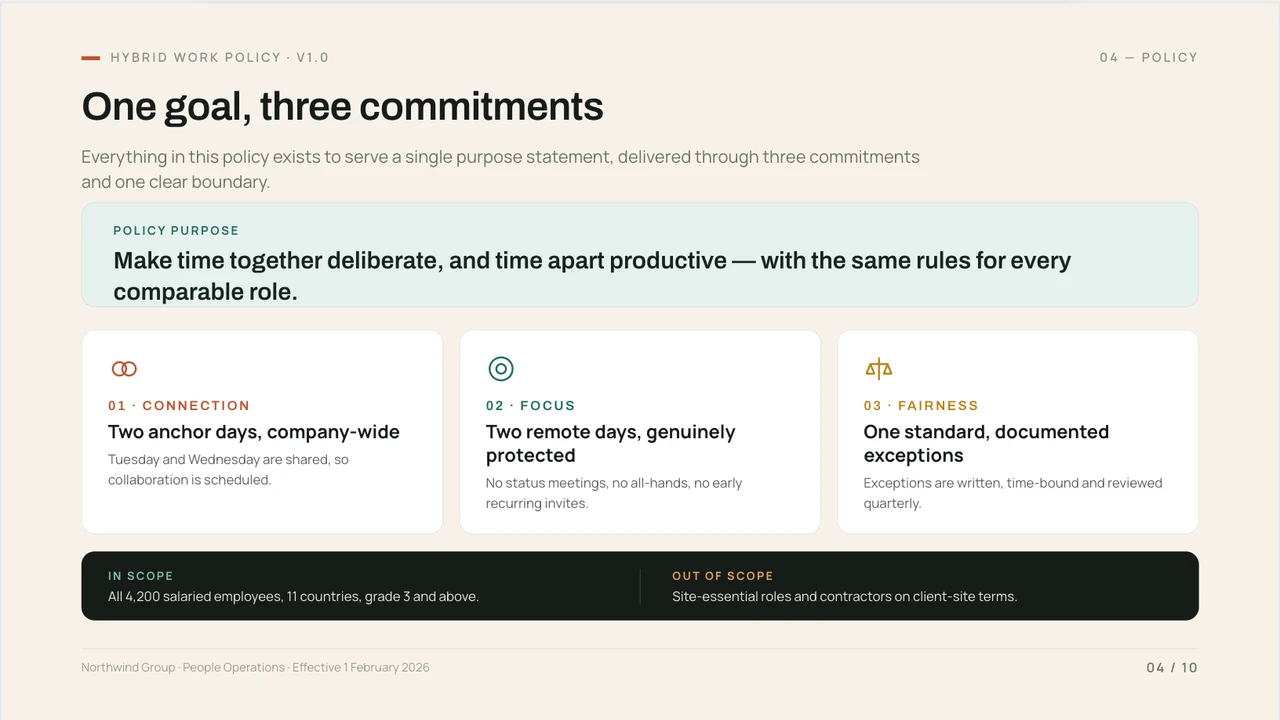 HYBRID WORK POLICY · V1.0
04 — POLICY
One goal, three commitments
Everything in this policy exists to serve a single purpose statement, delivered through three commitments
and one clear boundary.
POLICY PURPOSE
Make time together deliberate, and time apart productive — with the same rules for every
comparable role.
01 · CONNECTION
Two anchor days, company-wide
Tuesday and Wednesday are shared, so
collaboration is scheduled.
02 · FOCUS
Two remote days, genuinely
protected
No status meetings, no all-hands, no early
recurring invites.
03 · FAIRNESS
One standard, documented
exceptions
Exceptions are written, time-bound and reviewed
quarterly.
IN SCOPE
All 4,200 salaried employees, 11 countries, grade 3 and above.
OUT OF SCOPE
Site-essential roles and contractors on client-site terms.
Northwind Group · People Operations · Effective 1 February 2026
04 / 10